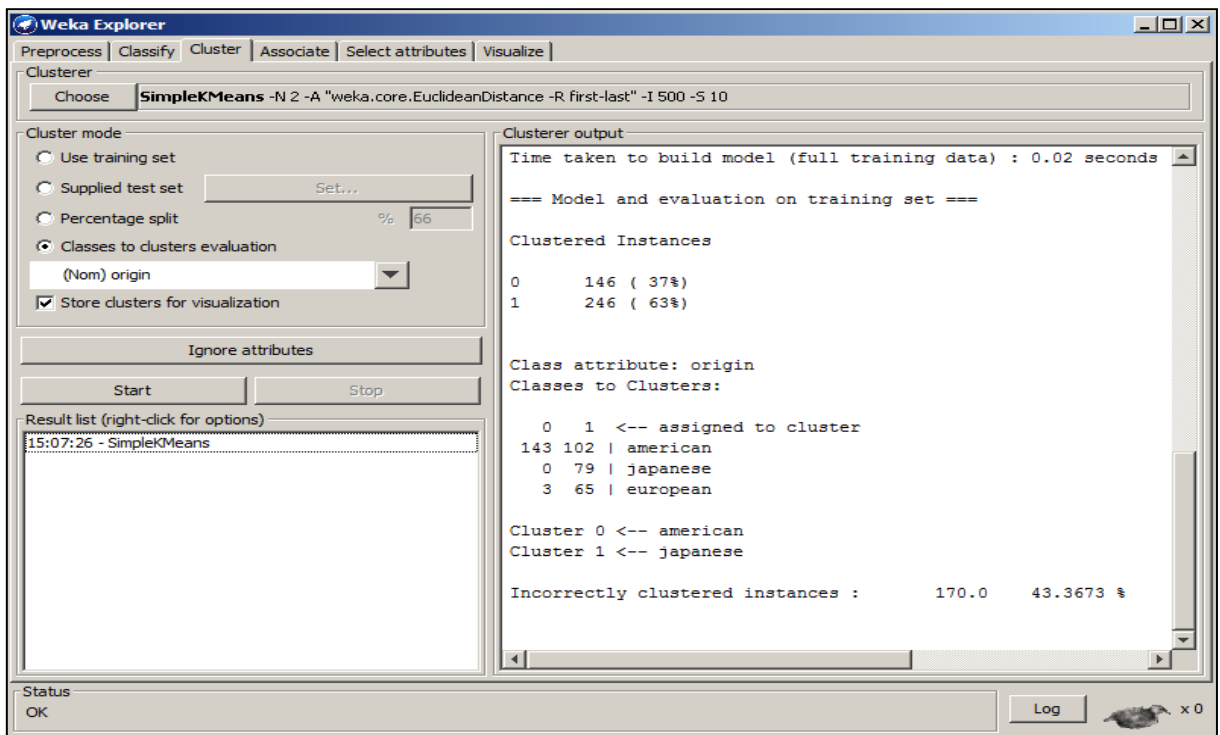 Weka Explorer
Preprocess Classify Cluster Associate Select attributes Visualize
Clusterer
Choose SimpleKMeans -N 2 -A "weka.core.EuclideanDistance -R first-last" -I 500 -S 10
Cluster mode
Use training set
Supplied test set Set...
Percentage split % 66
Classes to clusters evaluation
(Nom) origin
Store clusters for visualization
Ignore attributes
Start Stop
Result list (right-click for options)
15:07:26 - SimpleKMeans
Clusterer output
Time taken to build model (full training data) : 0.02 seconds
=== Model and evaluation on training set ===
Clustered Instances
0 146 ( 37%)
1 246 ( 63%)
Class attribute: origin
Classes to Clusters:
0 1 <-- assigned to cluster
143 102 | american
0 79 | japanese
3 65 | european
Cluster 0 <-- american
Cluster 1 <-- japanese
Incorrectly clustered instances : 170.0 43.3673 %
Status
OK
Log x 0